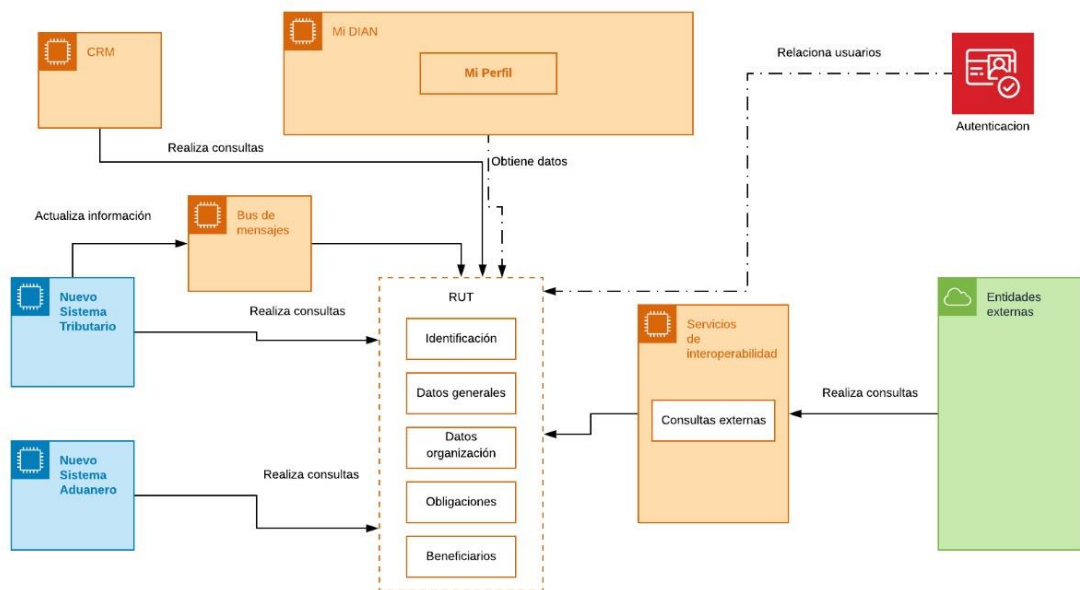 CRM
Mi DIAN
Mi Perfil
Relaciona usuarios
Autenticacion
Realiza consultas
Obtiene datos
Actualiza información
Bus de
mensajes
Nuevo
Sistema
Tributario
Realiza consultas
RUT
Identificación
Datos generales
Datos
organización
Obligaciones
Beneficiarios
Servicios
de
interoperabilidad
Consultas externas
Realiza consultas
Entidades
externas
Nuevo
Sistema
Aduanero
Realiza consultas